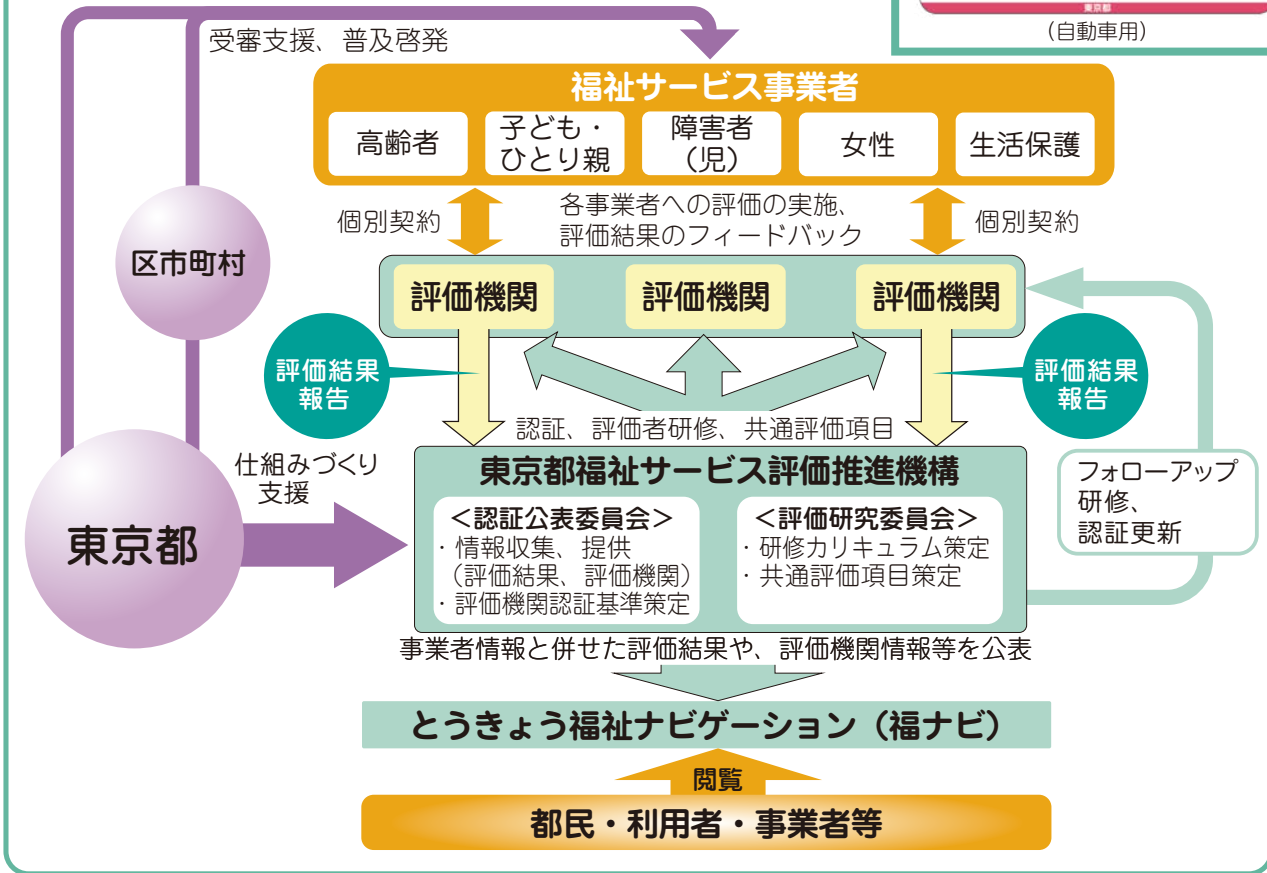 東京都
(自動車用)
受審支援、普及啓発
福祉サービス事業者
高齢者
子ども・
ひとり親
障害者
(児)
女性
生活保護
個別契約
各事業者への評価の実施、
評価結果のフィードバック
個別契約
区市町村
評価機関
評価機関
評価機関
評価結果
報告
評価結果
報告
認証、評価者研修、共通評価項目
仕組みづくり
支援
東京都
東京都福祉サービス評価推進機構
<認証公表委員会>
・情報収集、提供
(評価結果、評価機関)
・評価機関認証基準策定
<評価研究委員会>
・研修カリキュラム策定
・共通評価項目策定
フォローアップ
研修、
認証更新
事業者情報と併せた評価結果や、評価機関情報等を公表
とうきょう福祉ナビゲーション(福ナビ)
閲覧
都民・利用者・事業者等